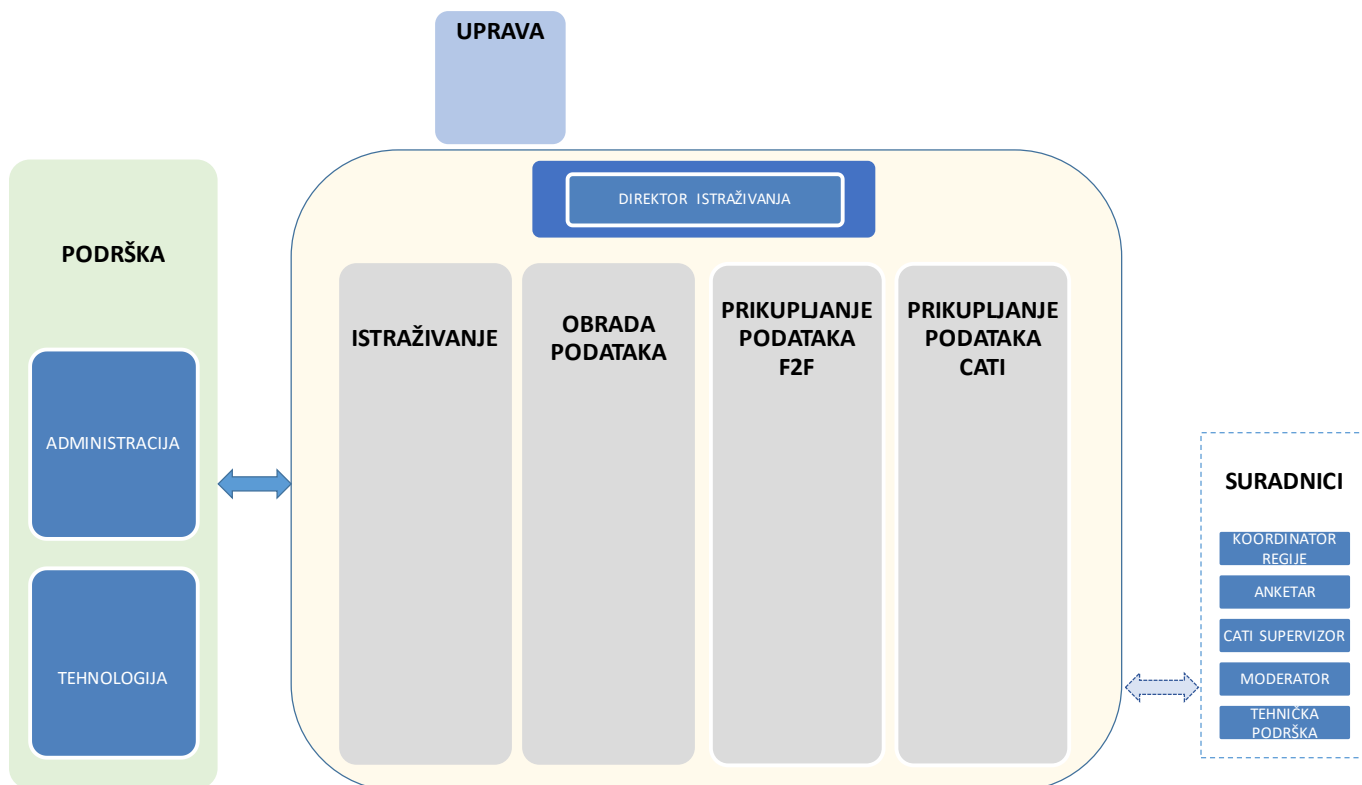 UPRAVA
DIREKTOR ISTRAŽIVANJA
PODRŠKA
ADMINISTRACIJA
TEHNOLOGIJA
ISTRAŽIVANJE
OBRADA
PODATAKA
PRIKUPLJANJE
PODATAKA
F2F
PRIKUPLJANJE
PODATAKA
CATI
SURADNICI
KOORDINATOR
REGIJE
ANKETAR
CATI SUPERVIZOR
MODERATOR
TEHNIČKA
PODRŠKA